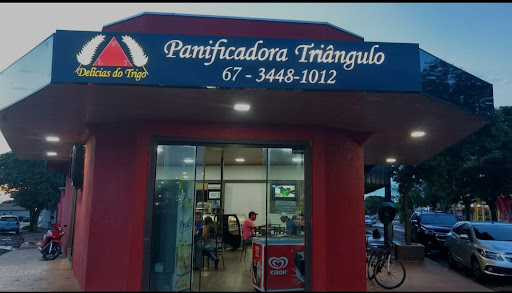 Panificadora Triângulo
67 - 3448-1012
Delícias do Trigo
KIBON